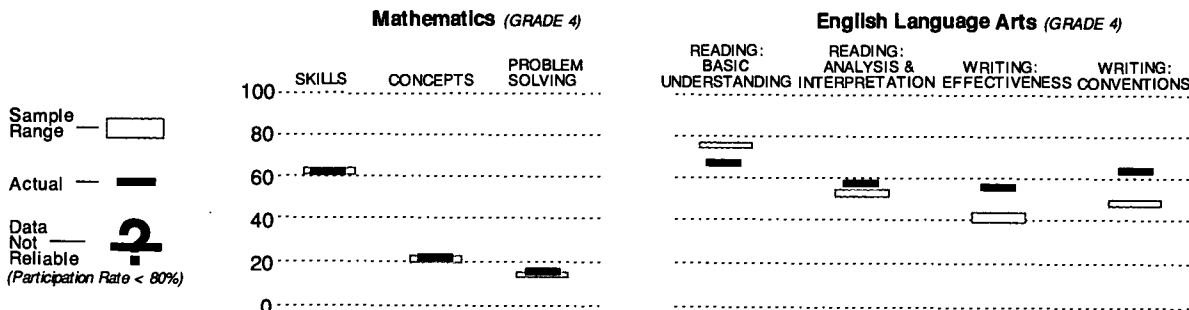 Mathematics (GRADE 4)
SKILLS
CONCEPTS
PROBLEM
SOLVING
English Language Arts (GRADE 4)
READING:
BASIC
UNDERSTANDING
READING:
ANALYSIS &
INTERPRETATION
WRITING:
EFFECTIVENESS
WRITING:
CONVENTIONS
100
80
60
40
20
0
Sample
Range
Actual
Data
Not
Reliable
?
(Participation Rate < 80%)